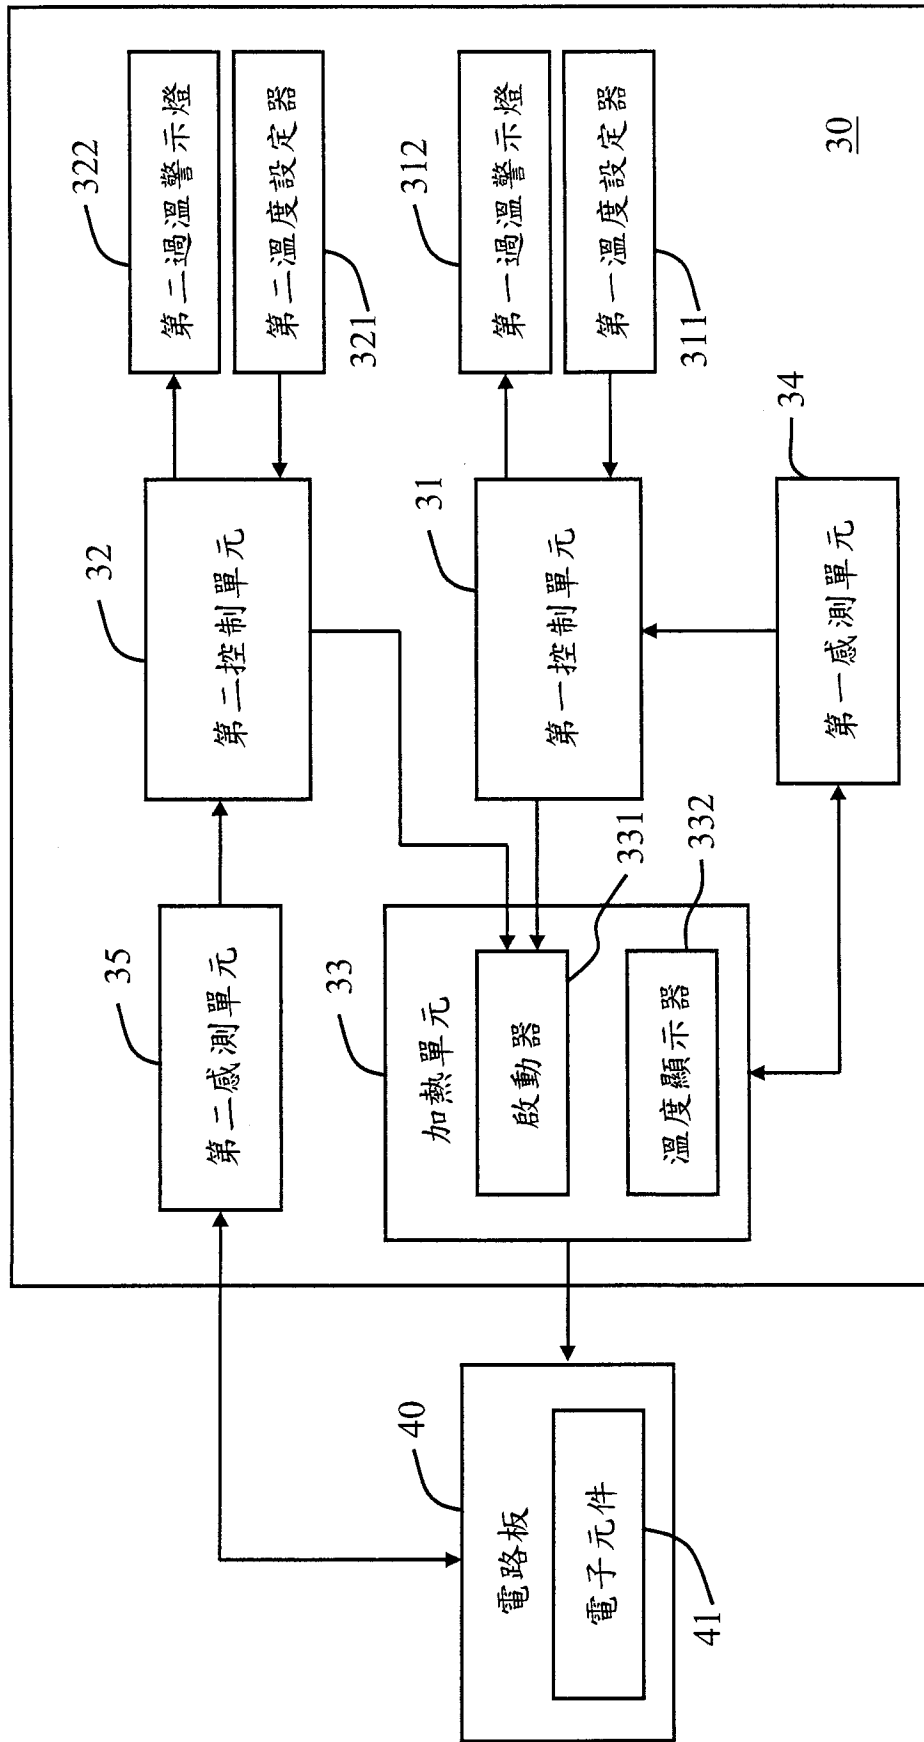 322
第二過溫警示燈
第二溫度設定器
321
312
第一過溫警示燈
第一溫度設定器
311
30
32
第二控制單元
31
第一控制單元
34
第一感測單元
35
第二感測單元
33
加熱單元
啟動器
331
溫度顯示器
332
40
電路板
電子元件
41